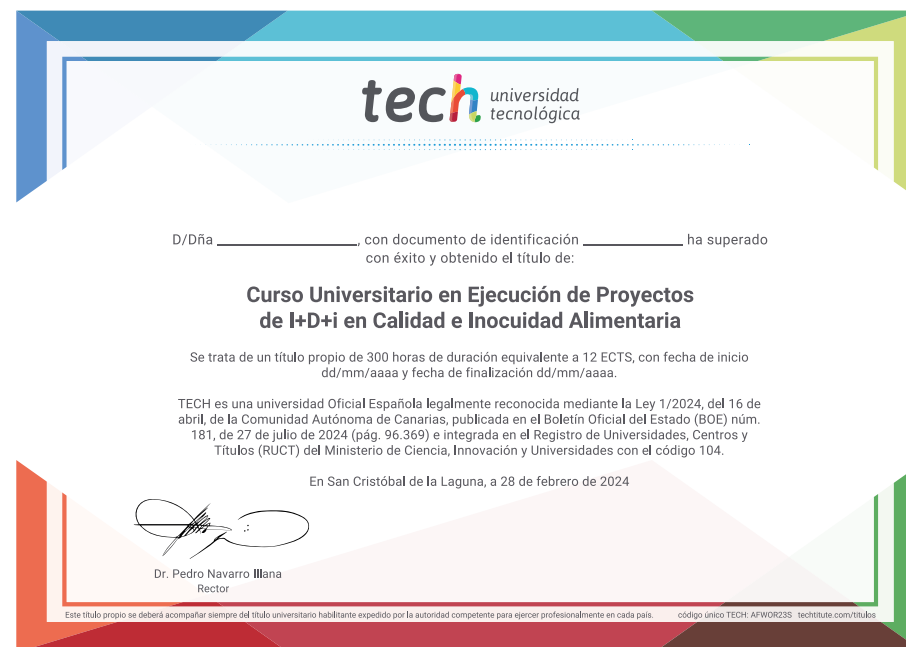 tech universidad
tecnológica
D/Dña ____________________, con documento de identificación ______________ ha superado
con éxito y obtenido el título de:
Curso Universitario en Ejecución de Proyectos
de I+D+i en Calidad e Inocuidad Alimentaria
Se trata de un título propio de 300 horas de duración equivalente a 12 ECTS, con fecha de inicio
dd/mm/aaaa y fecha de finalización dd/mm/aaaa.
TECH es una universidad Oficial Española legalmente reconocida mediante la Ley 1/2024, del 16 de
abril, de la Comunidad Autónoma de Canarias, publicada en el Boletín Oficial del Estado (BOE) núm.
181, de 27 de julio de 2024 (pág. 96.369) e integrada en el Registro de Universidades, Centros y
Títulos (RUCT) del Ministerio de Ciencia, Innovación y Universidades con el código 104.
En San Cristóbal de la Laguna, a 28 de febrero de 2024
Dr. Pedro Navarro Illana
Rector
Este título propio se deberá acompañar siempre del título universitario habilitante expedido por la autoridad competente para ejercer profesionalmente en cada país. código único TECH: AFWOR23S techtitute.com/titulos